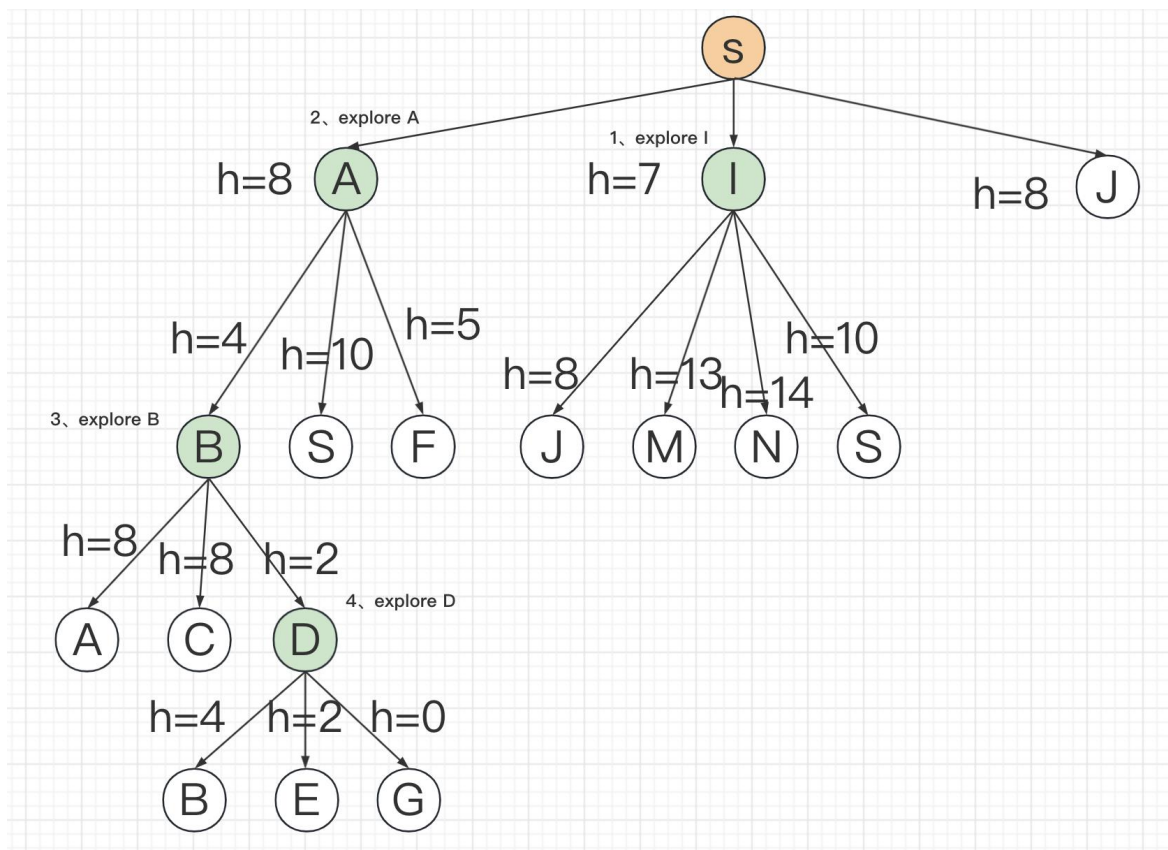 s
2、explore A
1、explore I
h=8
A
h=7
I
h=8
J
h=4
h=10
h=5
h=8
h=13
h=14
h=10
3、explore B
B
S
F
J
M
N
S
h=8
h=8
h=2
4、explore D
A
C
D
h=4
h=2
h=0
B
E
G